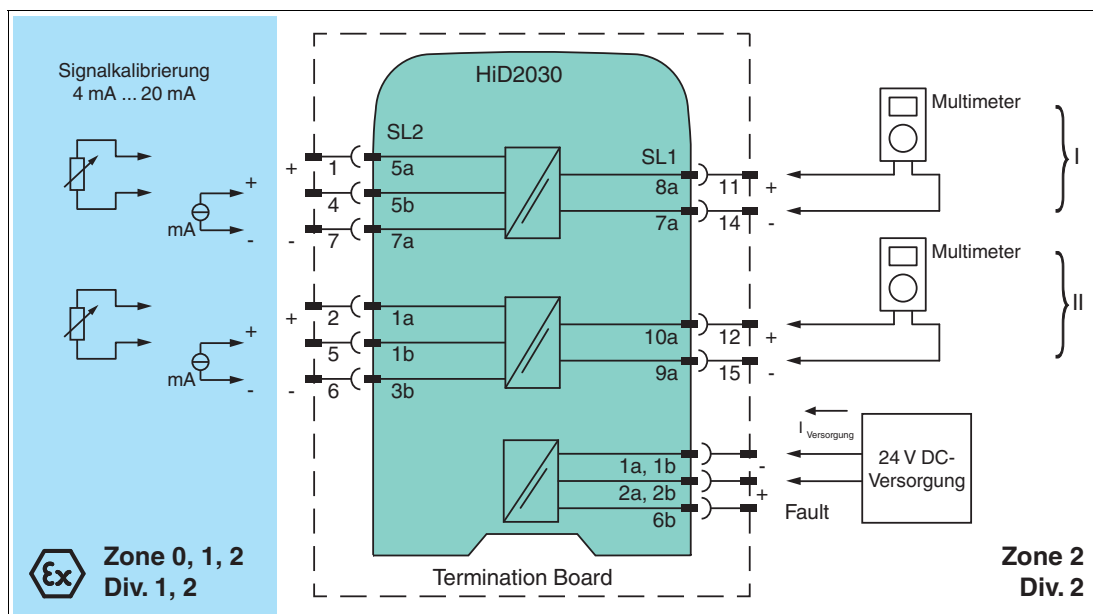 Signalkalibrierung
4 mA ... 20 mA
+
-
mA
+
-
mA
Ex
Zone 0, 1, 2
Div. 1, 2
HiD2030
SL2
SL1
+
1
5a
4
5b
-
7
7a
8a
11
+
7a
14
-
+
2
1a
5
1b
-
6
3b
10a
12
+
9a
15
-
1a, 1b
-
2a, 2b
+
6b
Fault
Termination Board
Multimeter
I
Multimeter
II
I Versorgung
24 V DC-
Versorgung
Zone 2
Div. 2